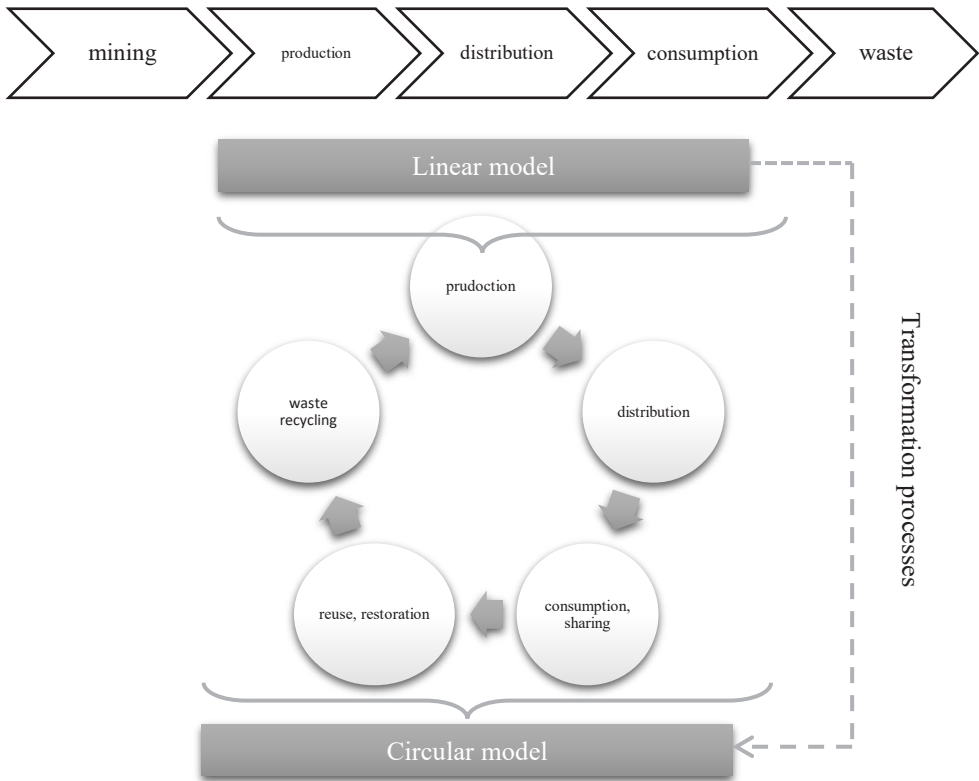 mining
production
distribution
consumption
waste
Linear model
prudoction
distribution
consumption,
sharing
reuse, restoration
waste
recycling
Transformation processes
Circular model